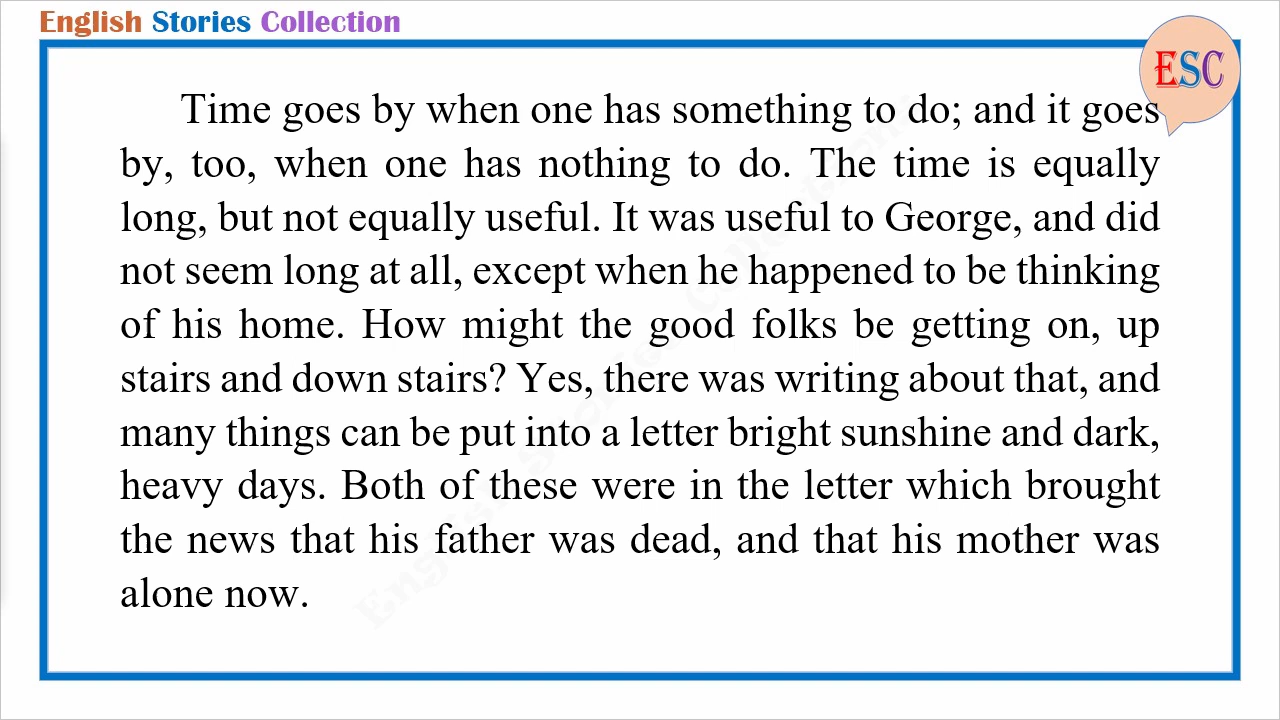 English Stories Collection
ESC
Time goes by when one has something to do; and it goes
by, too, when one has nothing to do. The time is equally
long, but not equally useful. It was useful to George, and did
not seem long at all, except when he happened to be thinking
of his home. How might the good folks be getting on, up
stairs and down stairs? Yes, there was writing about that, and
many things can be put into a letter bright sunshine and dark,
heavy days. Both of these were in the letter which brought
the news that his father was dead, and that his mother was
alone now.
English Stories Collection